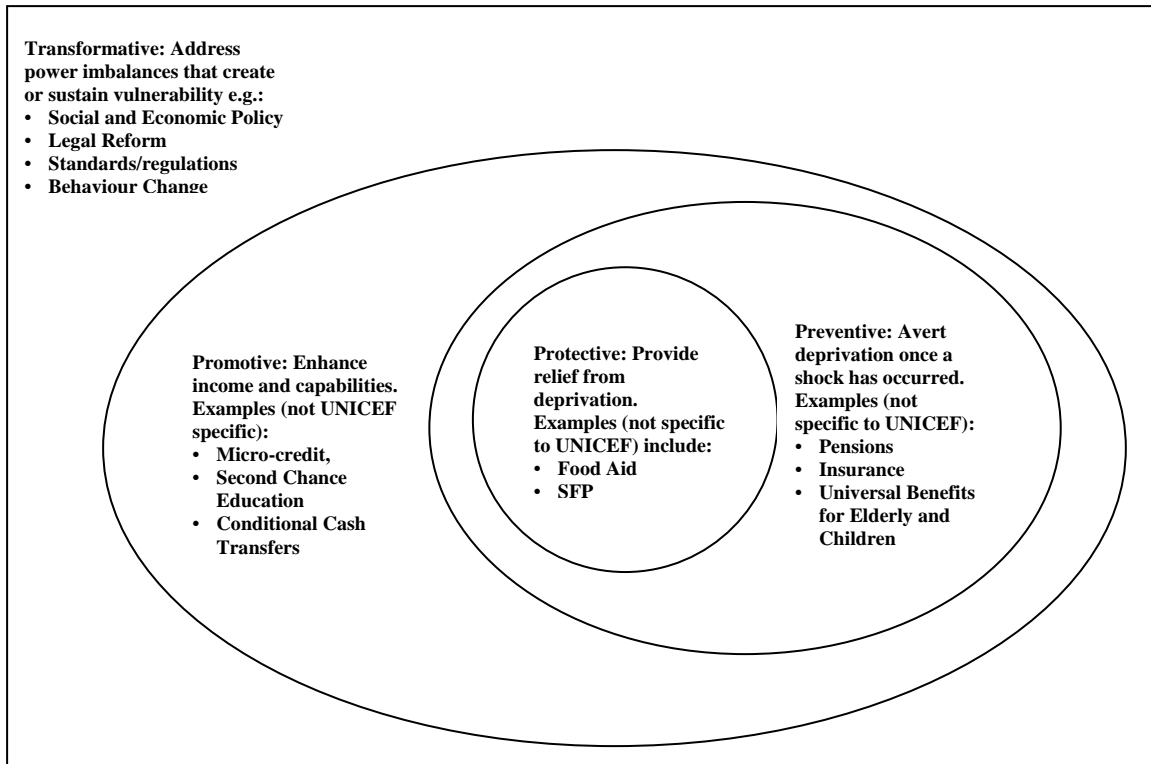 Transformative: Address
power imbalances that create
or sustain vulnerability e.g.:
• Social and Economic Policy
• Legal Reform
• Standards/regulations
• Behaviour Change
Promotive: Enhance
income and capabilities.
Examples (not UNICEF
specific):
• Micro-credit,
• Second Chance
Education
• Conditional Cash
Transfers
Protective: Provide
relief from
deprivation.
Examples (not specific
to UNICEF) include:
• Food Aid
• SFP
Preventive: Avert
deprivation once a
shock has occurred.
Examples (not
specific to UNICEF):
• Pensions
• Insurance
• Universal Benefits
for Elderly and
Children